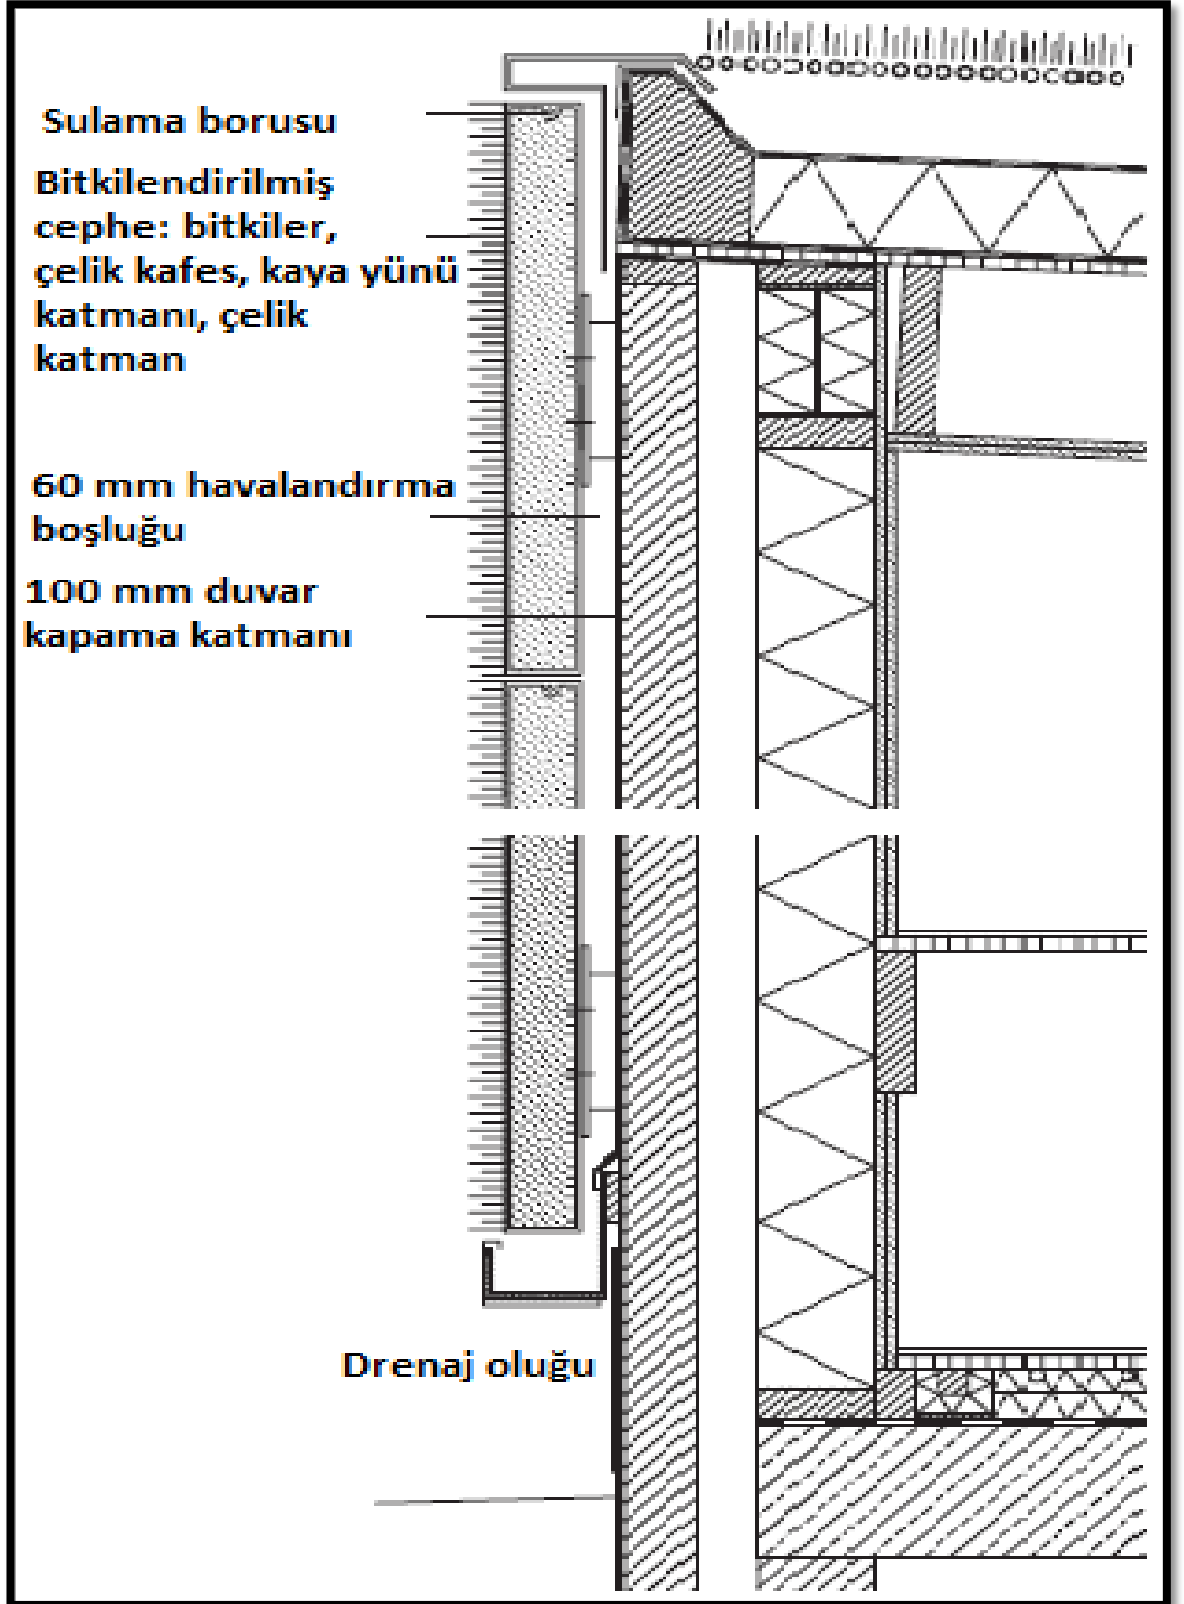 Sulama borusu
Bitkilendirilmiş
cephe: bitkiler,
çelik kafes, kaya yünü
katmanı, çelik
katman
60 mm havalandırma
boşluğu
100 mm duvar
kapama katmanı
Drenaj oluğu